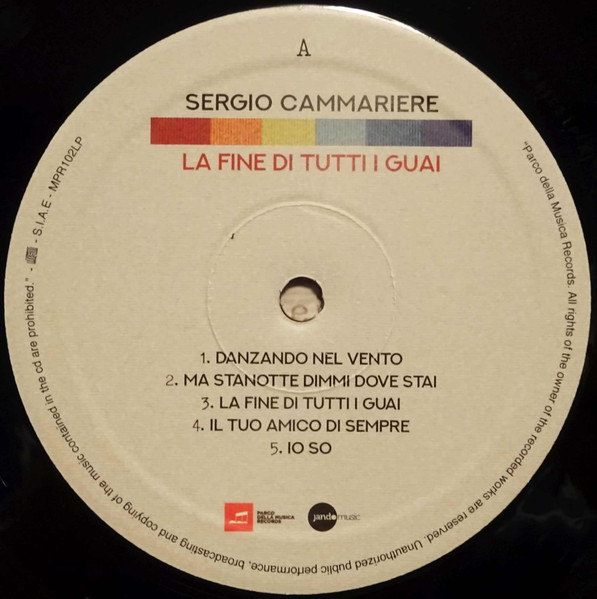 A
SERGIO CAMMARIERE
LA FINE DI TUTTI I GUAI
1. DANZANDO NEL VENTO
2. MA STANOTTE DIMMI DOVE STAI
3. LA FINE DI TUTTI I GUAI
4. IL TUO AMICO DI SEMPRE
5. IO SO
PARCO
DELLA MUSICA
RECORDS
jandomusic
"Parco della Musica Records. All rights of the owner of the recorded works are reserved. Unauthorized public performance, broadcasting and copying of the music contained in the cd are prohibited." - - S.I.A.E - MPR102LP